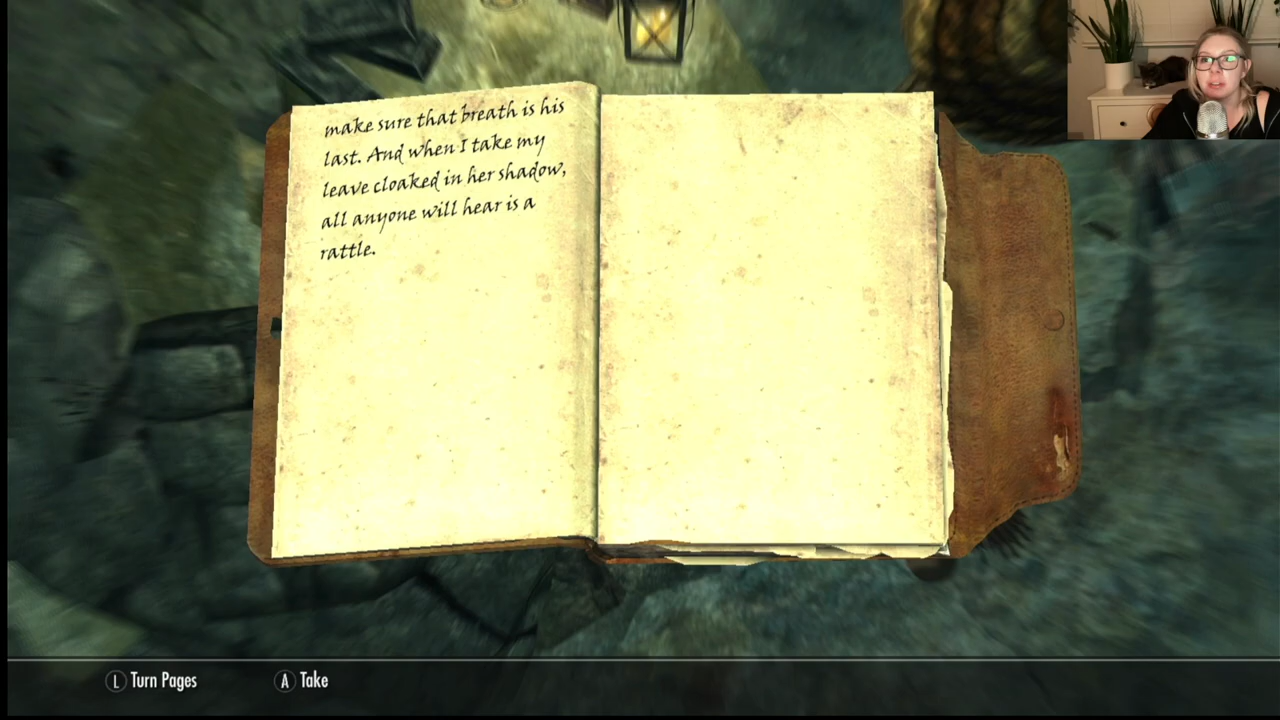 make sure that breath is his
last. And when I take my
leave cloaked in her shadow,
all anyone will hear is a
rattle.
L Turn Pages
A Take